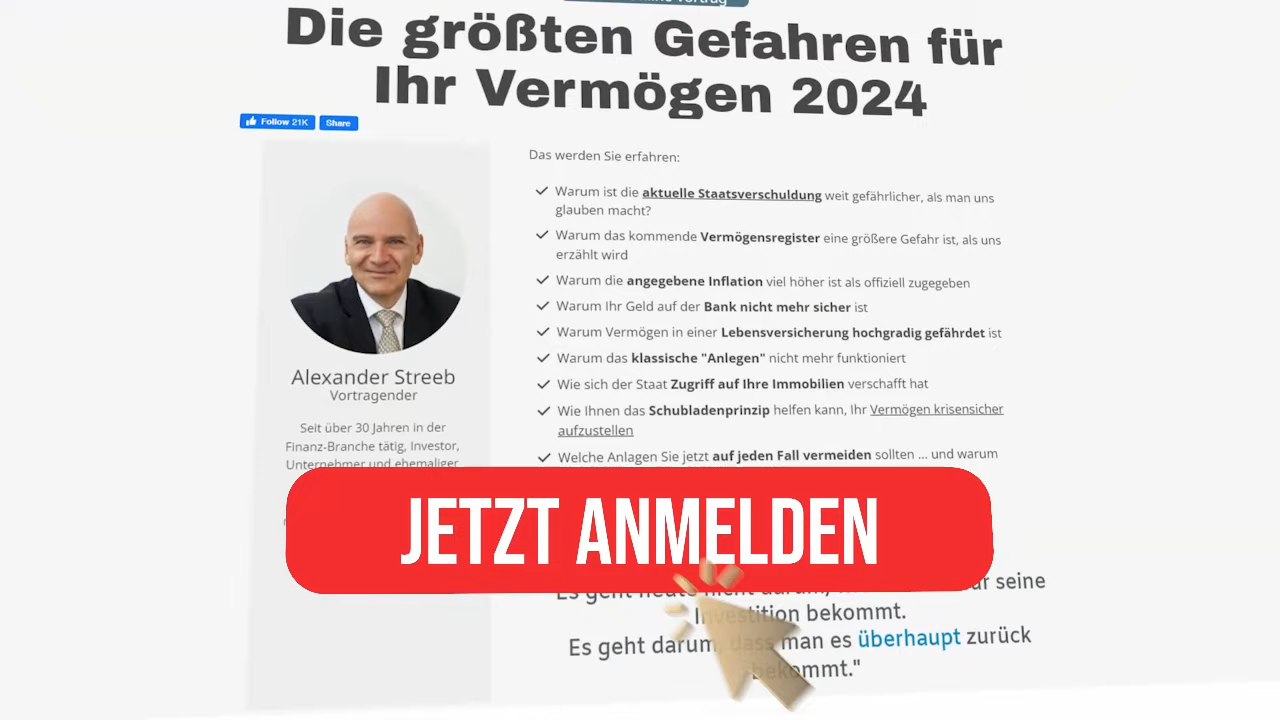 Die größten Gefahren für
Ihr Vermögen 2024
Follow 21K Share
Das werden Sie erfahren:
Warum ist die aktuelle Staatsverschuldung weit gefährlicher, als man uns
glauben macht?
Warum das kommende Vermögensregister eine größere Gefahr ist, als uns
erzählt wird
Warum die angegebene Inflation viel höher ist als offiziell zugegeben
Warum Ihr Geld auf der Bank nicht mehr sicher ist
Warum Vermögen in einer Lebensversicherung hochgradig gefährdet ist
Warum das klassische "Anlegen" nicht mehr funktioniert
Wie sich der Staat Zugriff auf Ihre Immobilien verschafft hat
Wie Ihnen das Schubladenprinzip helfen kann, Ihr Vermögen krisensicher
aufzustellen
Welche Anlagen Sie jetzt auf jeden Fall vermeiden sollten ... und warum
Alexander Streeb
Vortragender
Seit über 30 Jahren in der
Finanz-Branche tätig, Investor,
Unternehmer und ehemaliger
JETZT ANMELDEN
Es geht heute nicht darum, seine
Investition bekommt.
Es geht darum, dass man es überhaupt zurück
bekommt."